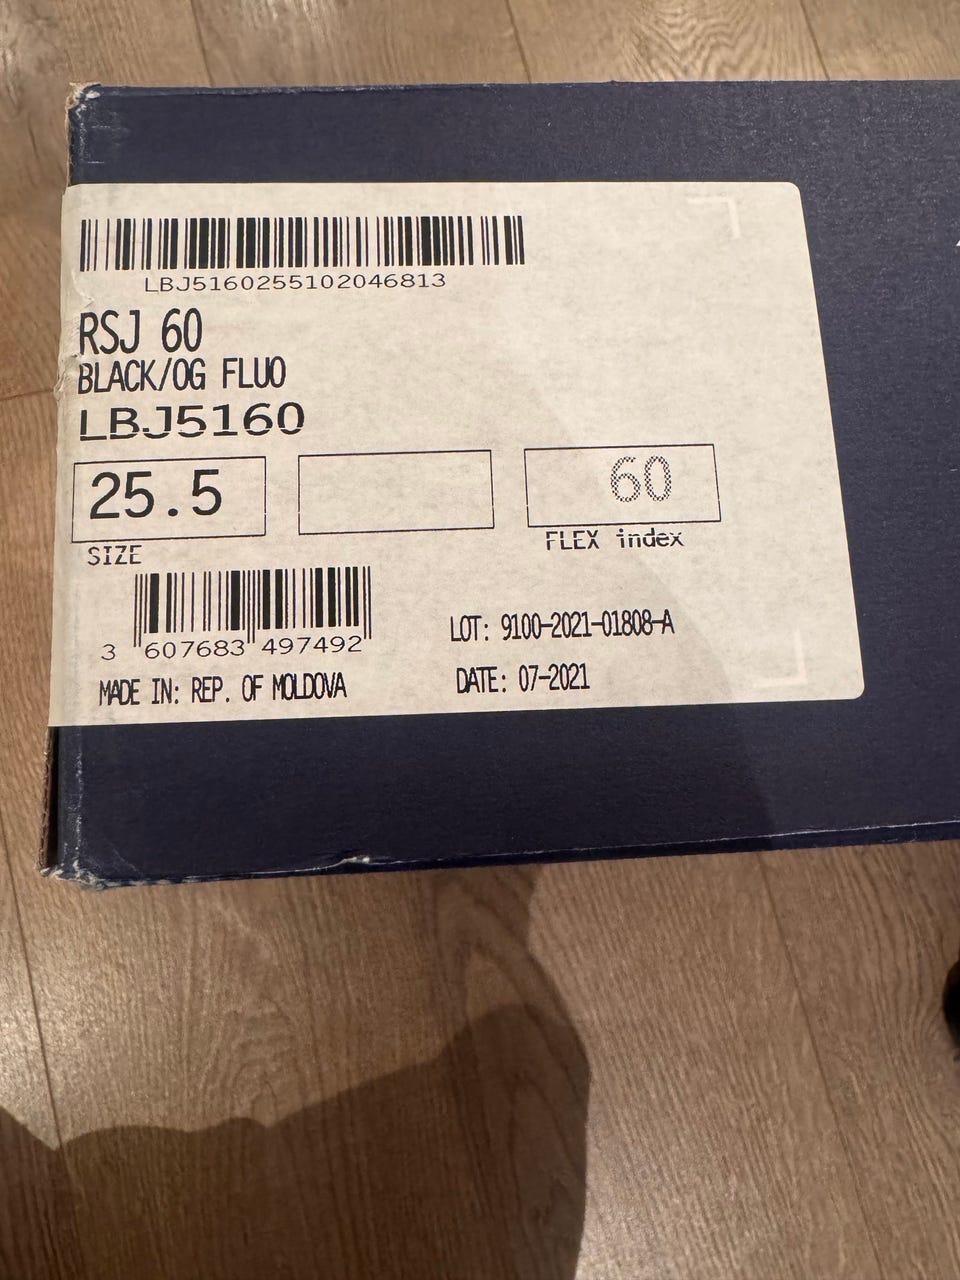 LBJ5160255102046813
RSJ 60
BLACK/OG FLUO
LBJ5160
25.5
60
SIZE
FLEX index
3 607683 497492
LOT: 9100-2021-01808-A
MADE IN: REP. OF MOLDOVA
DATE: 07-2021